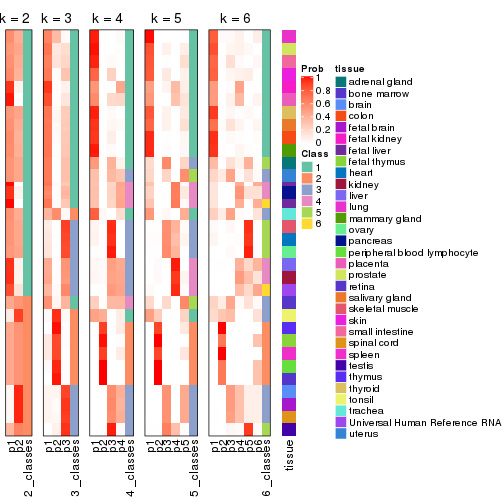 k = 2 k = 3 k = 4 k = 5 k = 6
Prob
1
0.8
0.6
0.4
0.2
0
Class
1
2
3
4
5
6
tissue
adrenal gland
bone marrow
brain
colon
fetal brain
fetal kidney
fetal liver
fetal thymus
heart
kidney
liver
lung
mammary gland
ovary
pancreas
peripheral blood lymphocyte
placenta
prostate
retina
salivary gland
skeletal muscle
skin
small intestine
spinal cord
spleen
testis
thymus
thyroid
tonsil
trachea
Universal Human Reference RNA
uterus
p1 p2 2_classes p1 p2 p3 3_classes p1 p2 p3 p4 4_classes p1 p2 p3 p4 p5 5_classes p1 p2 p3 p4 p5 p6 6_classes tissue